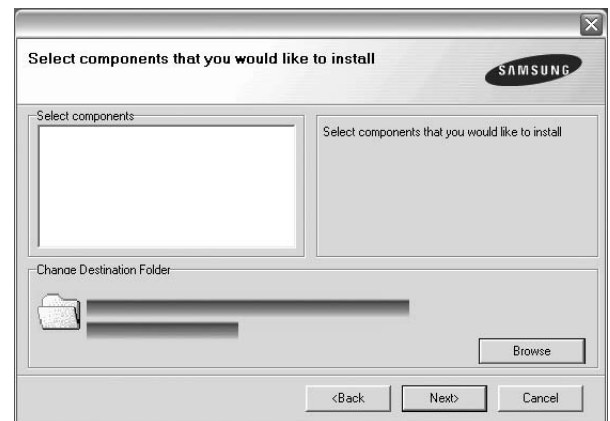 Select components that you would like to install
SAMSUNG
Select components
Select components that you would like to install
Change Destination Folder
Browse
<Back
Next>
Cancel